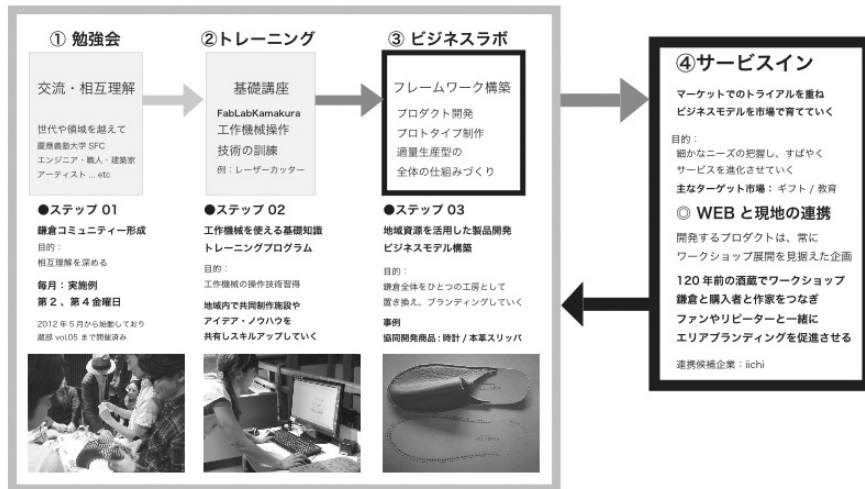 ① 勉強会
交流・相互理解
世代や領域を越えて
慶應義塾大学 SFC
エンジニア・職人・建築家
アーティスト ... etc
●ステップ 01
鎌倉コミュニティー形成
目的：
相互理解を深める
毎月：実施例
第 2 、第 4 金曜日
2012 年 5 月から始動しており
蔵部 vol.05 まで開催済み
②トレーニング
基礎講座
FabLabKamakura
工作機械操作
技術の訓練
例：レーザーカッター
●ステップ 02
工作機械を使える基礎知識
トレーニングプログラム
目的：
工作機械の操作技術習得
地域内で共同制作施設や
アイデア・ノウハウを
共有しスキルアップしていく
③ ビジネスラボ
フレームワーク構築
プロダクト開発
プロトタイプ制作
適量生産型の
全体の仕組みづくり
●ステップ 03
地域資源を活用した製品開発
ビジネスモデル構築
目的：
鎌倉全体をひとつの工房として
置き換え、ブランディングしていく
事例
協同開発商品 : 時計 / 本革スリッパ
④サービスイン
マーケットでのトライアルを重ね
ビジネスモデルを市場で育てていく
目的：
細かなニーズの把握し、すばやく
サービスを進化させていく
主なターゲット市場： ギフト / 教育
◎ WEB と現地の連携
開発するプロダクトは、常に
ワークショップ展開を見据えた企画
120 年前の酒蔵でワークショップ
鎌倉と購入者と作家をつなぎ
ファンやリピーターと一緒に
エリアブランディングを促進させる
連携候補企業：iichi